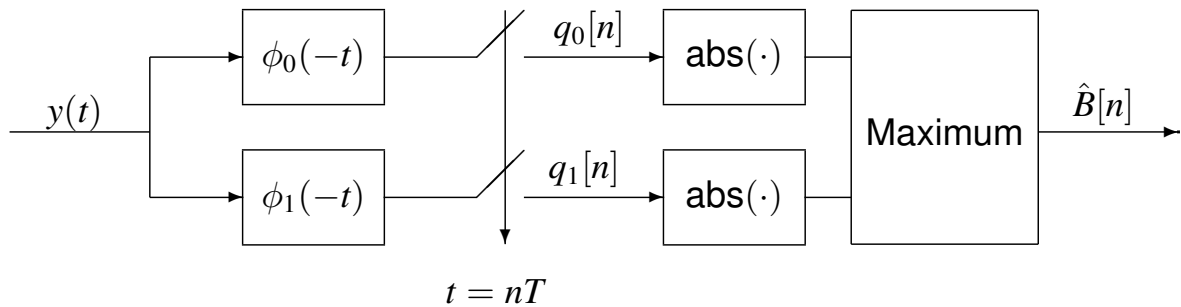 y(t)
ϕ₀(−t)
q₀[n]
abs(·)
ϕ₁(−t)
q₁[n]
abs(·)
Maximum
B̂[n]
t = nT